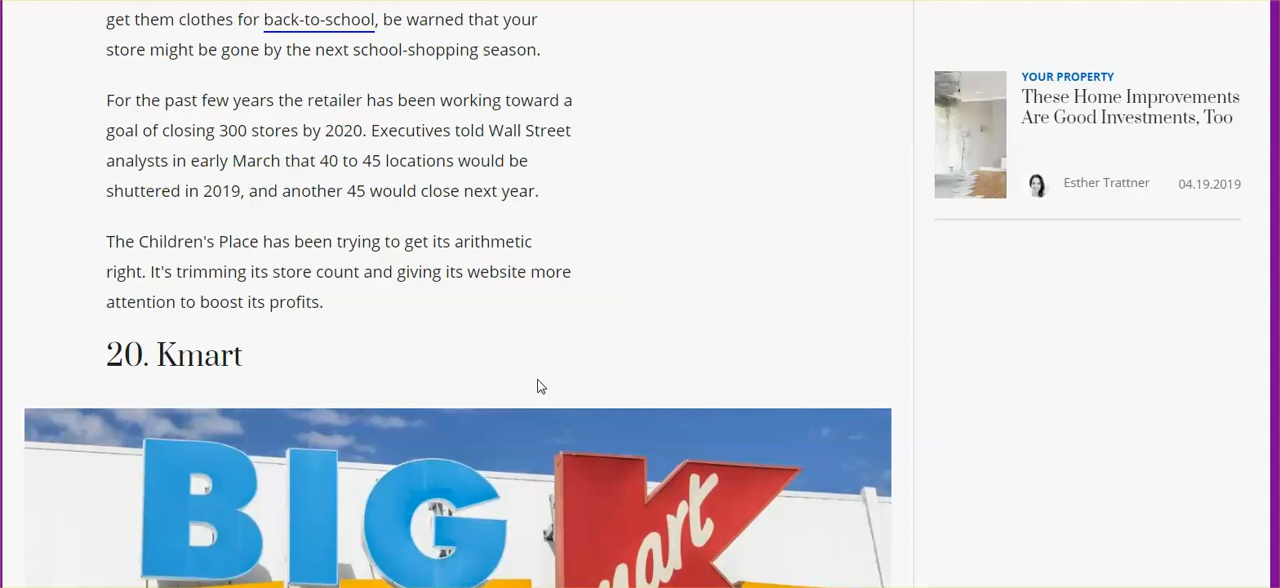 get them clothes for back-to-school, be warned that your
store might be gone by the next school-shopping season.
For the past few years the retailer has been working toward a
goal of closing 300 stores by 2020. Executives told Wall Street
analysts in early March that 40 to 45 locations would be
shuttered in 2019, and another 45 would close next year.
The Children's Place has been trying to get its arithmetic
right. It's trimming its store count and giving its website more
attention to boost its profits.
20. Kmart
BIG K
mart
YOUR PROPERTY
These Home Improvements
Are Good Investments, Too
Esther Trattner 04.19.2019